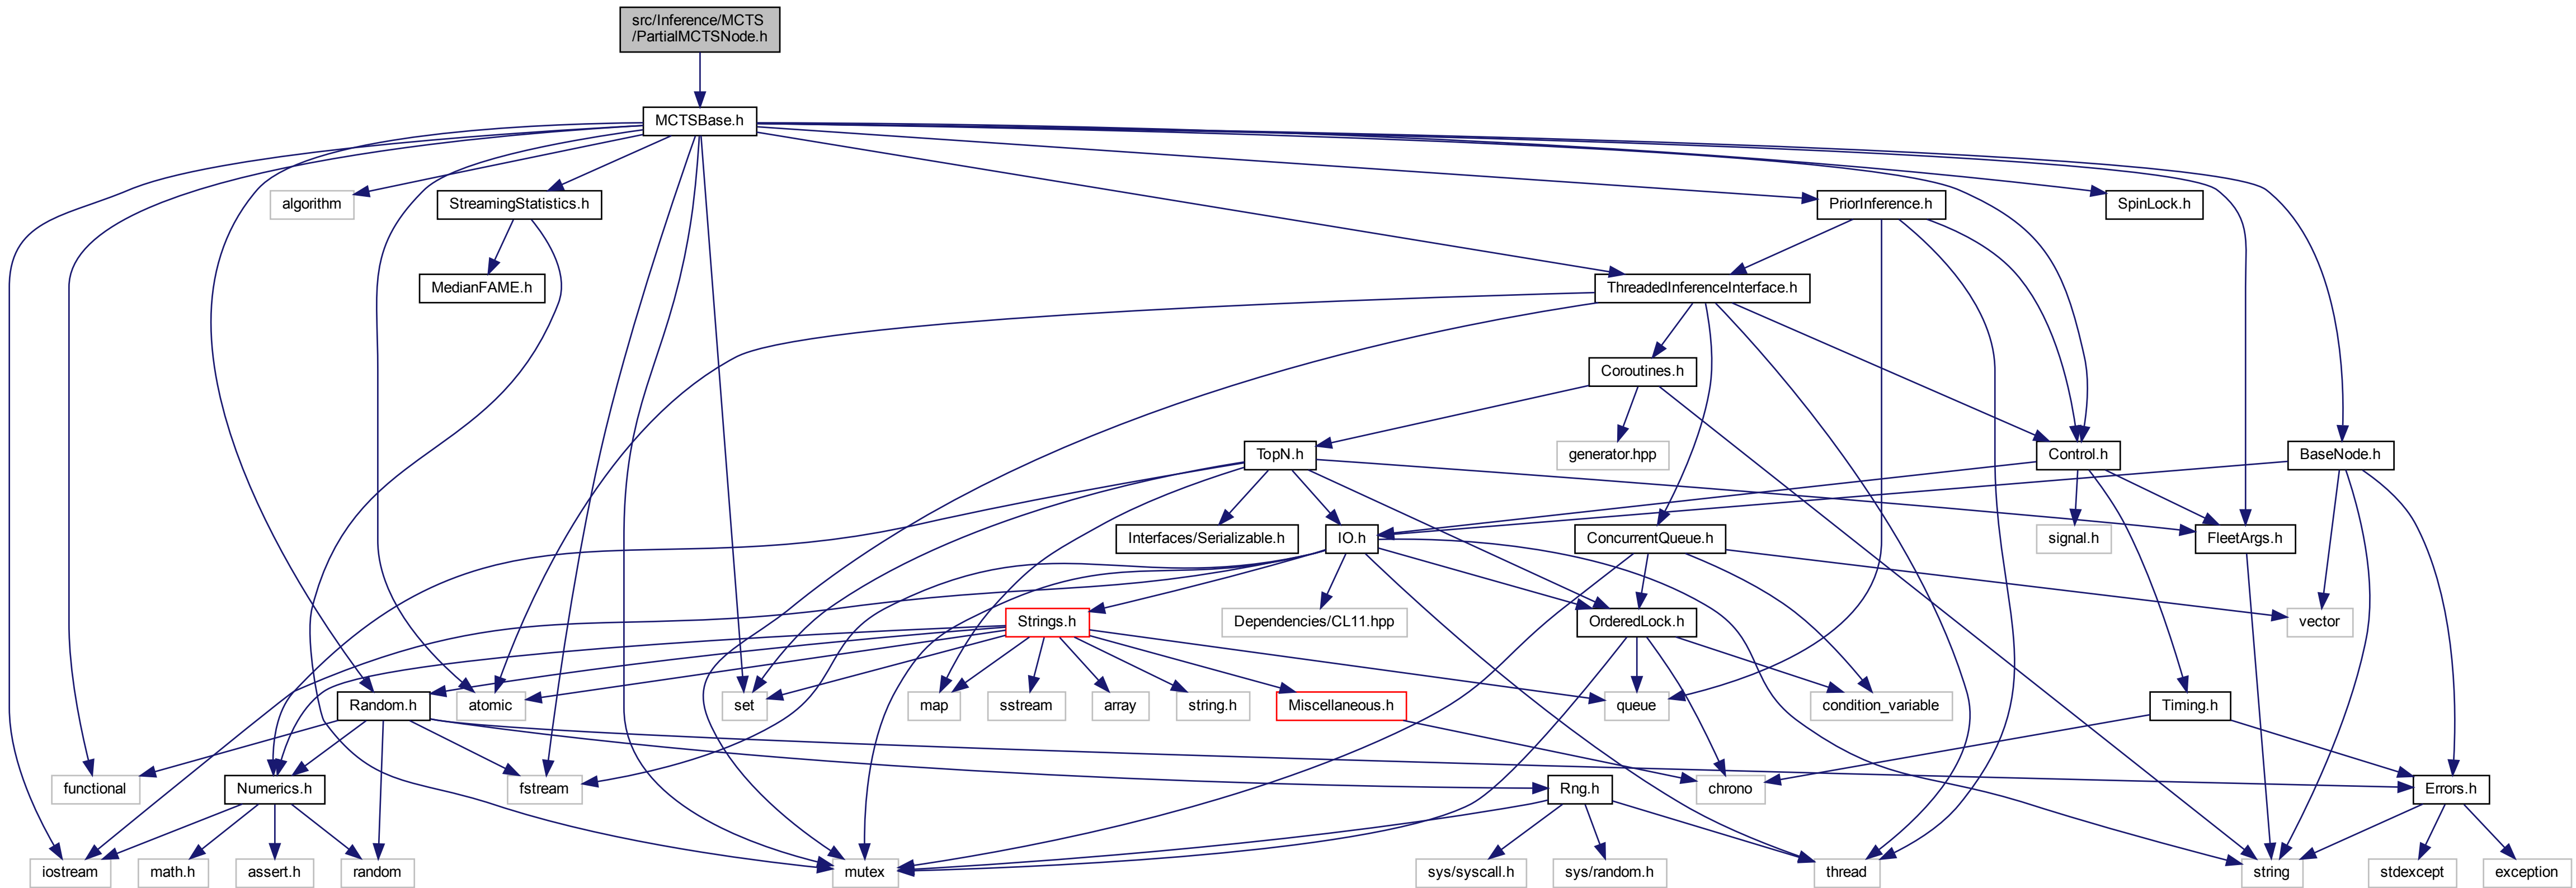 src/Inference/MCTS
/PartialMCTSNode.h
MCTSBase.h
algorithm
StreamingStatistics.h
PriorInference.h
SpinLock.h
MedianFAME.h
ThreadedInferenceInterface.h
Coroutines.h
TopN.h
generator.hpp
Control.h
BaseNode.h
Interfaces/Serializable.h
IO.h
ConcurrentQueue.h
signal.h
FleetArgs.h
Strings.h
Dependencies/CL11.hpp
OrderedLock.h
vector
Random.h
atomic
set
map
sstream
array
string.h
Miscellaneous.h
queue
condition_variable
Timing.h
functional
Numerics.h
fstream
Rng.h
chrono
Errors.h
iostream
math.h
assert.h
random
mutex
sys/syscall.h
sys/random.h
thread
string
stdexcept
exception